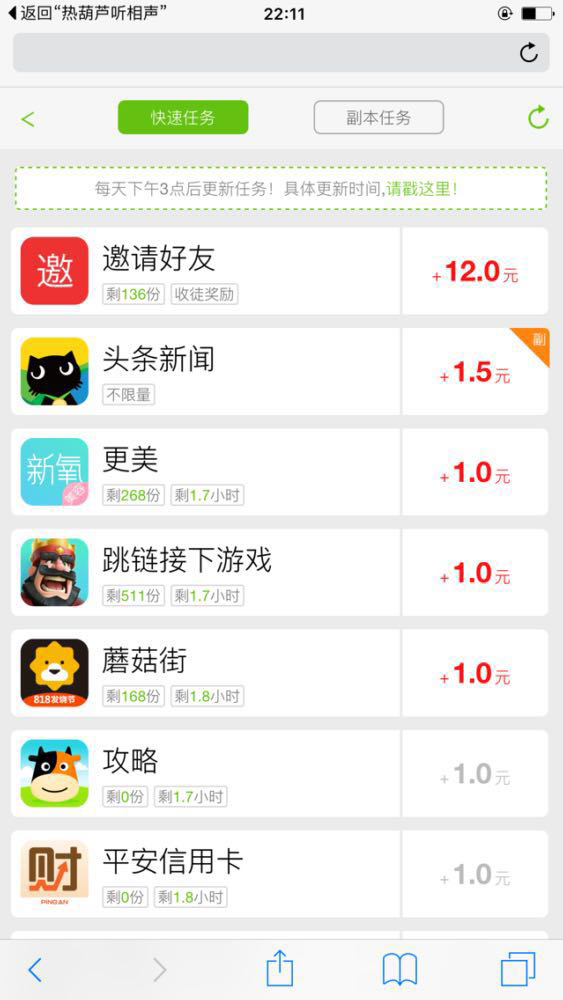 返回“热葫芦听相声”
22:11
快速任务
副本任务
每天下午3点后更新任务！具体更新时间,请戳这里！
邀
邀请好友
剩136份 收徒奖励
+12.0元
头条新闻
不限量
+1.5元
副
新氧
美容
更美
剩268份 剩1.7小时
+1.0元
跳链接下游戏
剩511份 剩1.7小时
+1.0元
818发烧节
蘑菇街
剩168份 剩1.8小时
+1.0元
攻略
剩0份 剩1.7小时
+1.0元
财
PINGAN
平安信用卡
剩0份 剩1.8小时
+1.0元